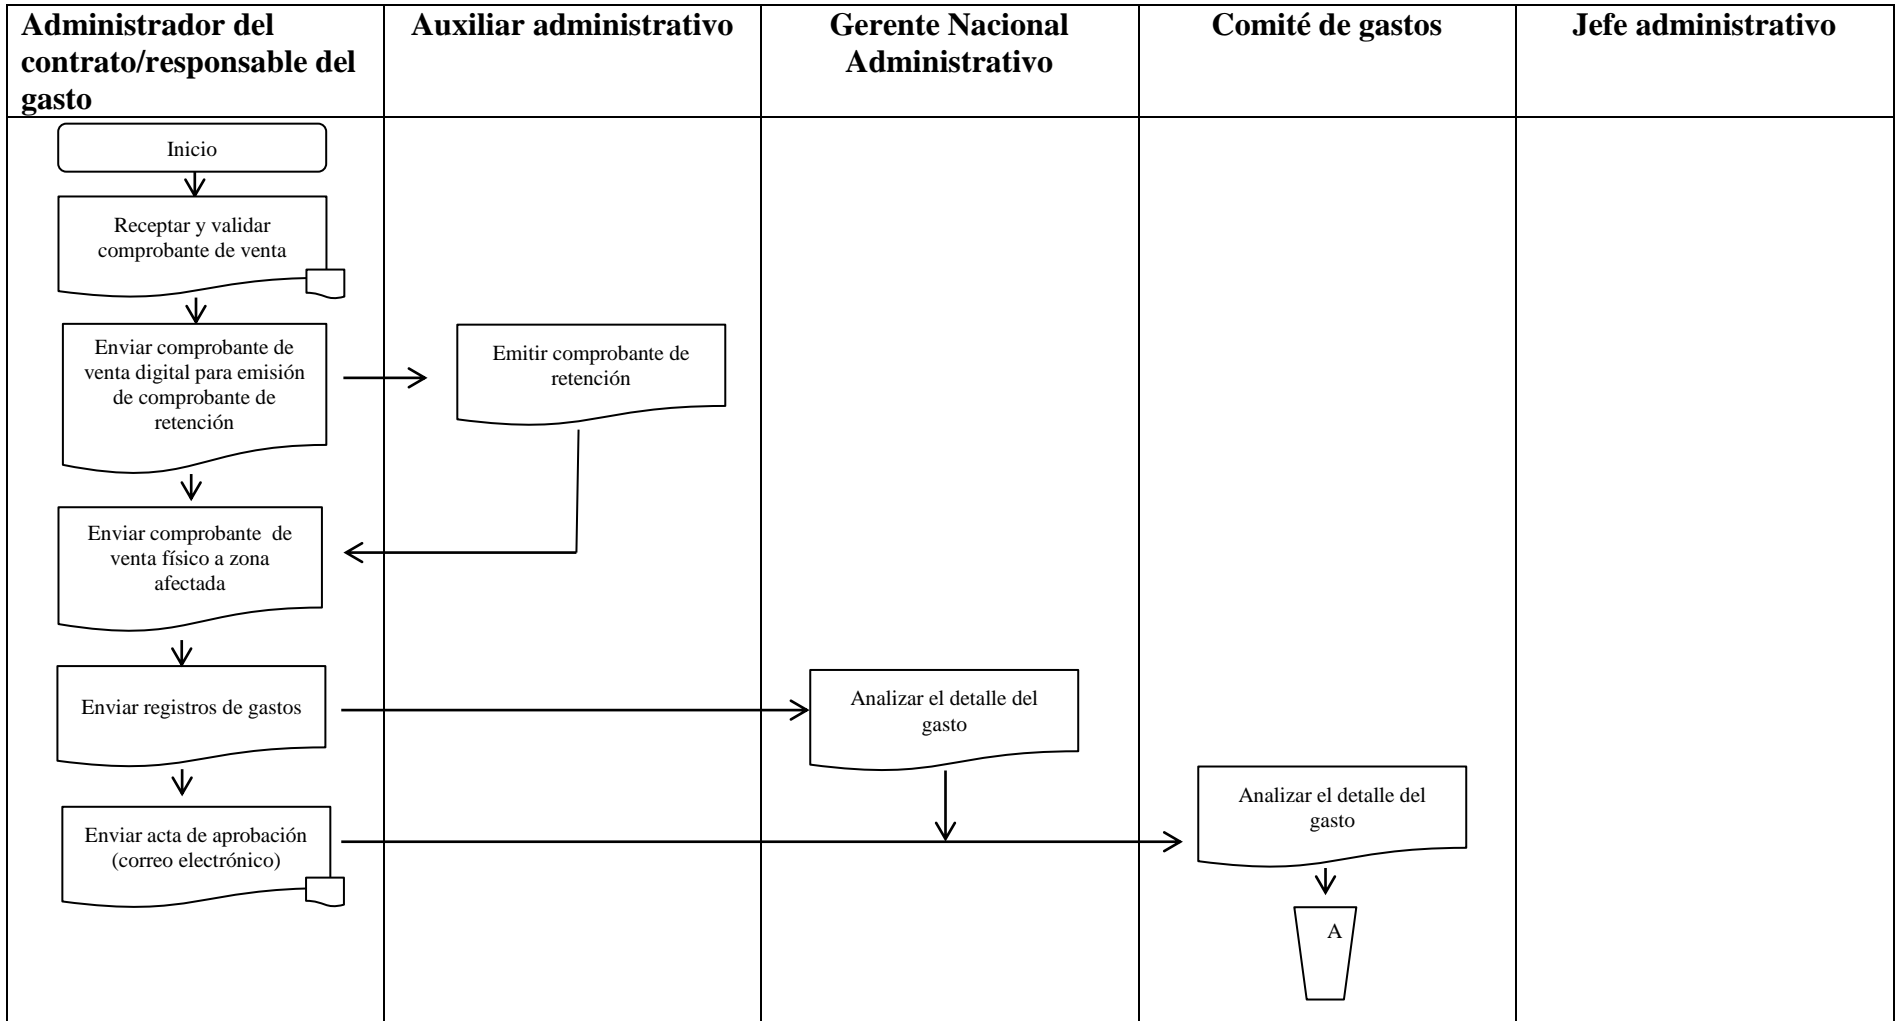 Administrador del
contrato/responsable del
gasto
Auxiliar administrativo
Gerente Nacional
Administrativo
Comité de gastos
Jefe administrativo
Inicio
Receptar y validar
comprobante de venta
Enviar comprobante de
venta digital para emisión
de comprobante de
retención
Emitir comprobante de
retención
Enviar comprobante  de
venta físico a zona
afectada
Enviar registros de gastos
Analizar el detalle del
gasto
Enviar acta de aprobación
(correo electrónico)
Analizar el detalle del
gasto
A